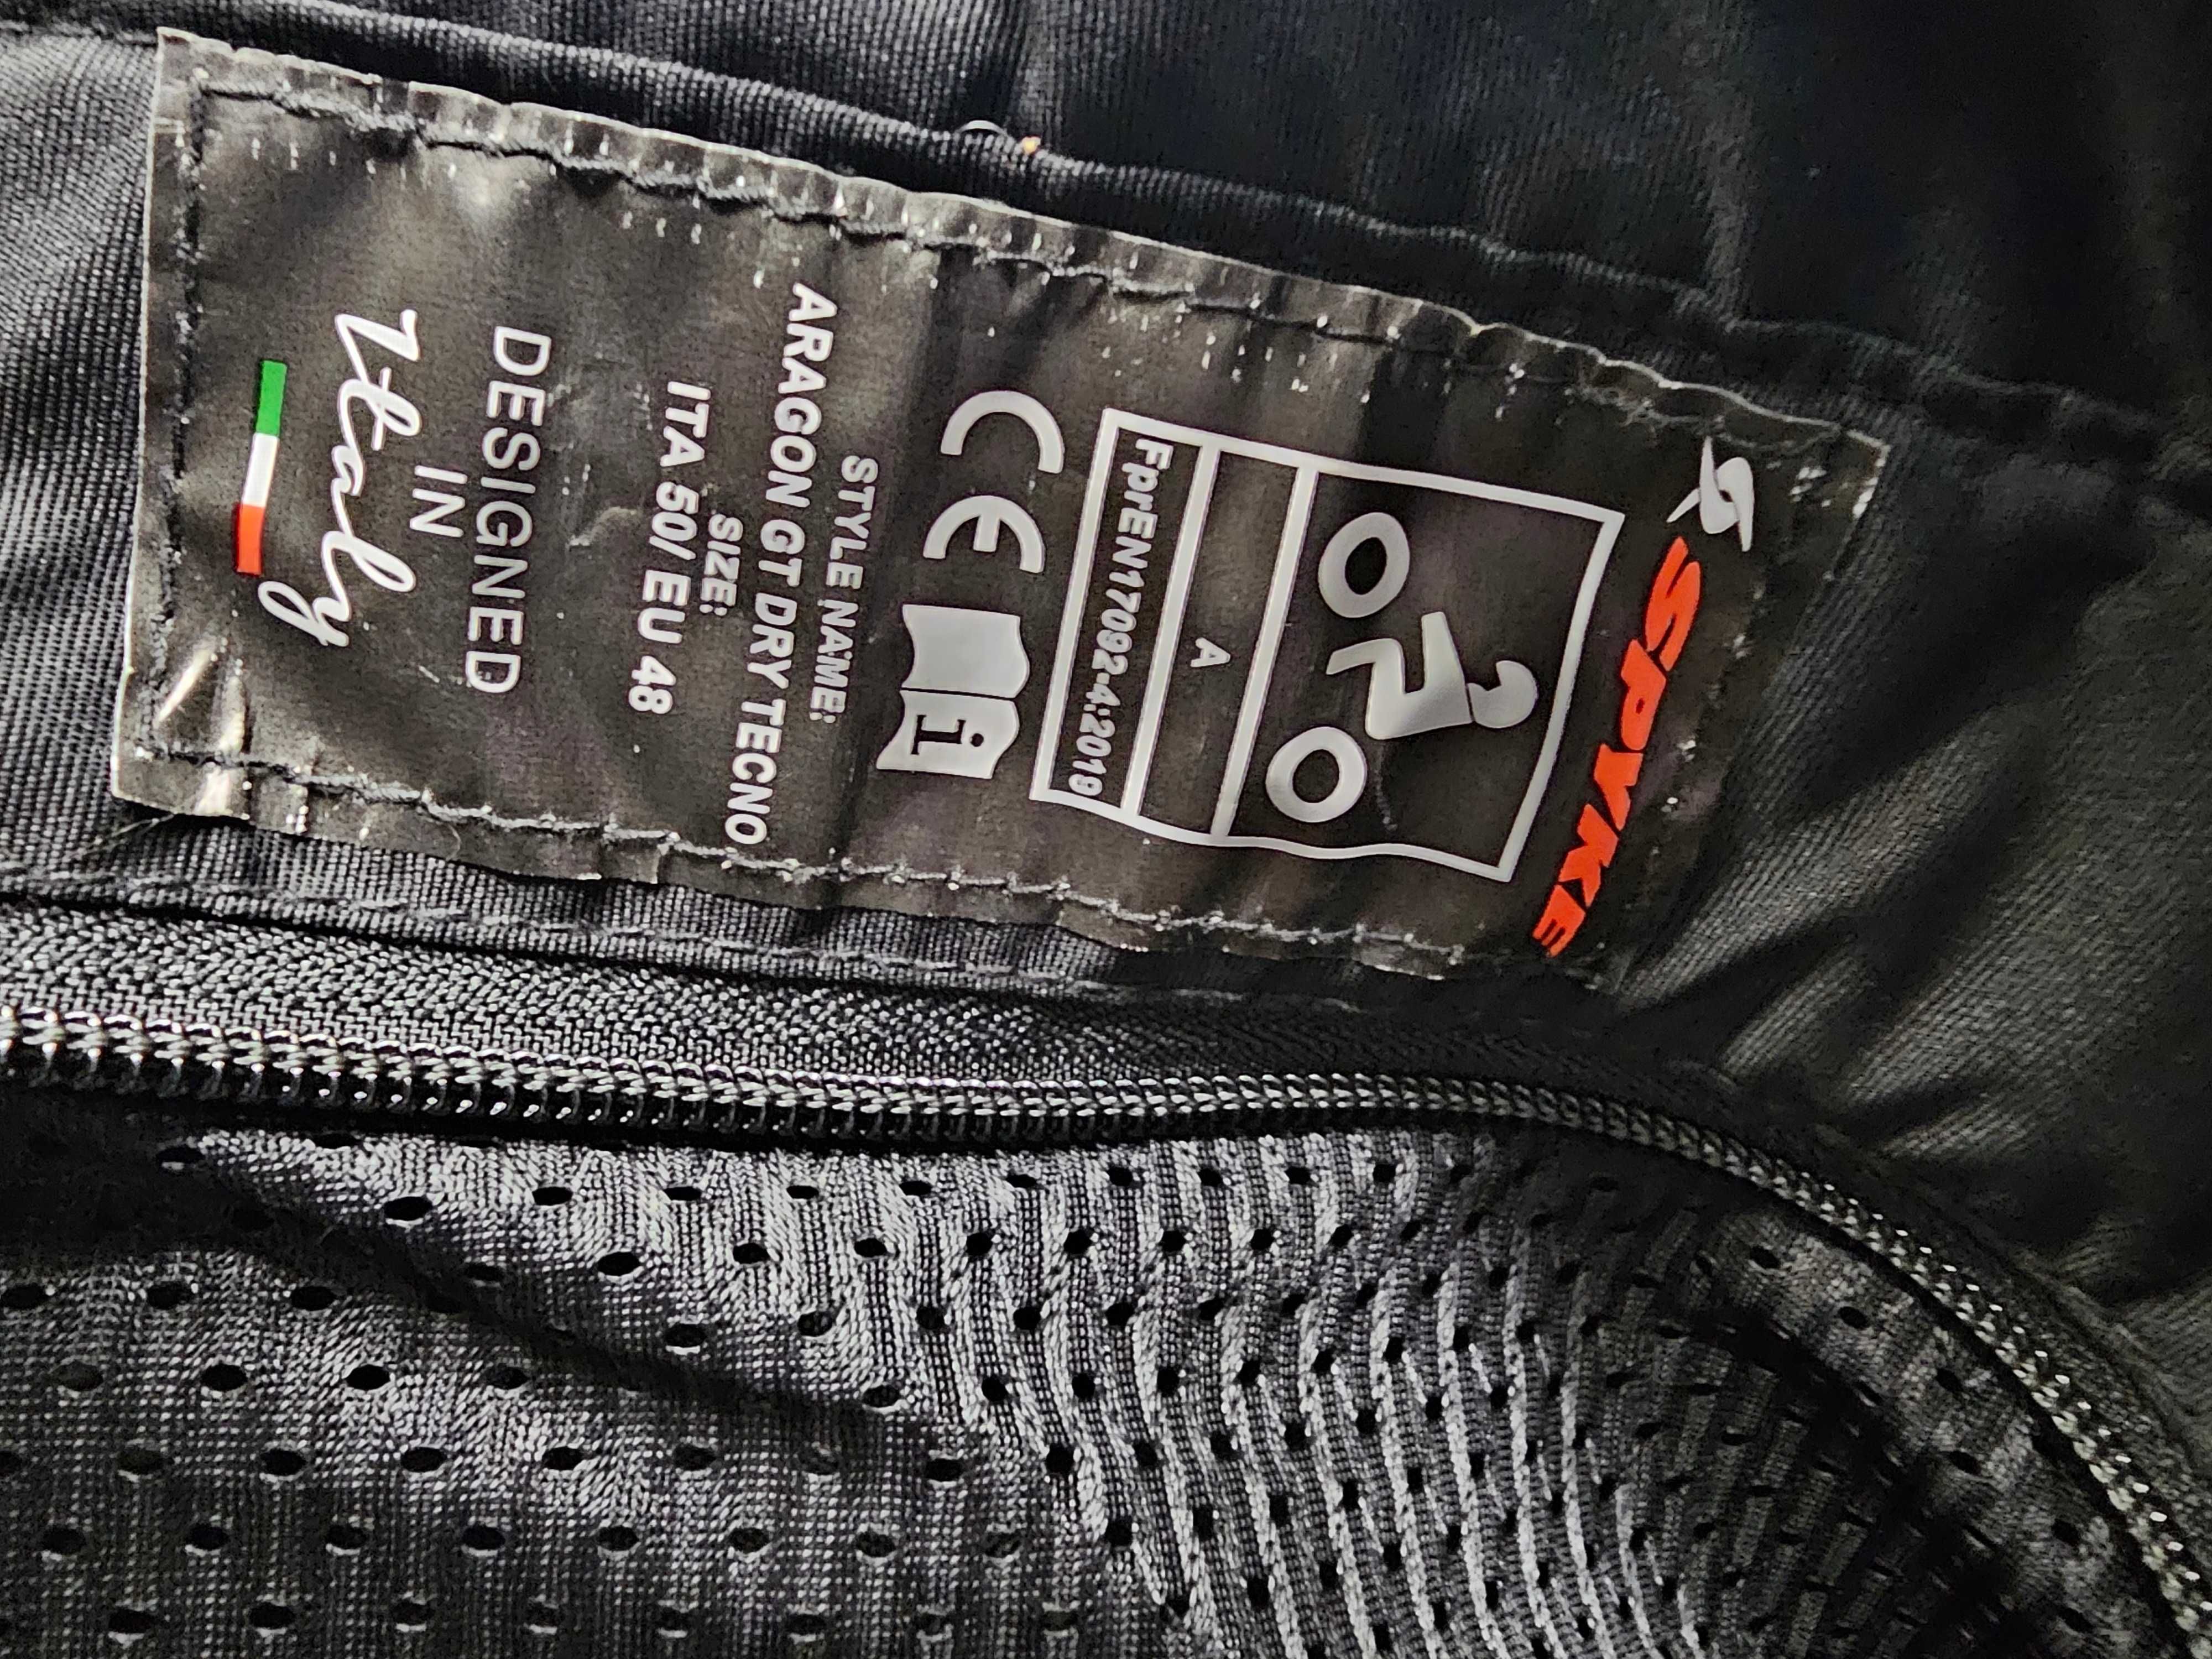 SPYKE
A
FprEN17092-4:2019
CE
i
STYLE NAME:
ARAGON GT DRY TECNO
SIZE:
ITA 50/ EU 48
DESIGNED
IN
Italy